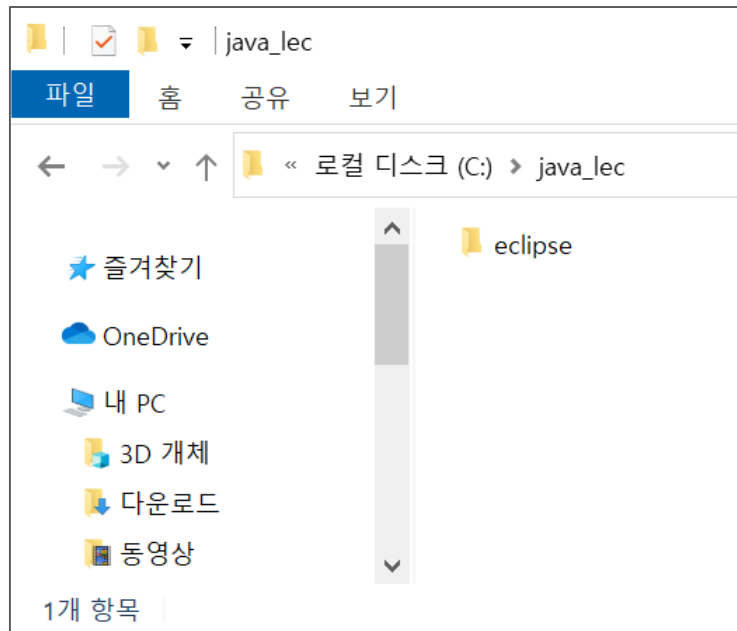 java_lec
파일 홈 공유 보기
« 로컬 디스크 (C:) > java_lec
즐겨찾기
eclipse
OneDrive
내 PC
3D 개체
다운로드
동영상
1개 항목